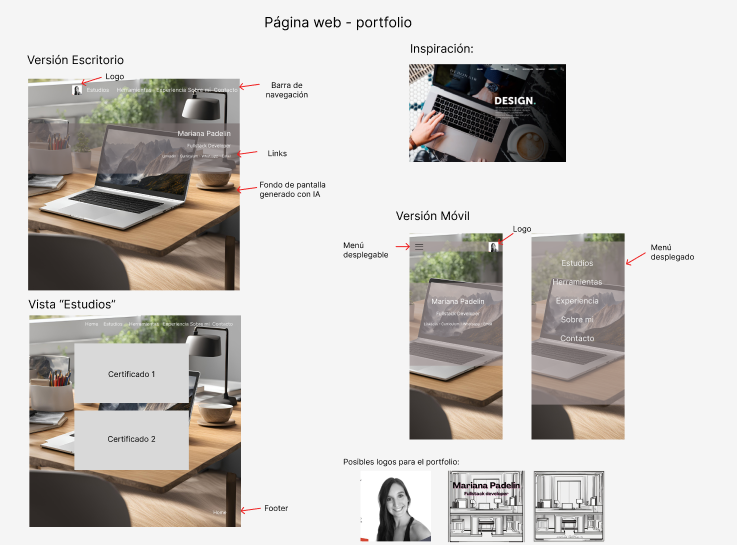 Página web - portfolio
Versión Escritorio
Logo
Estudios Herramientas Experiencia Sobre mi Contacto
Barra de
navegación
Mariana Padelin
Fullstack Developer
Links
Fondo de pantalla
generado con IA
Inspiración:
DESIGN.
Versión Móvil
Logo
Menú
desplegable
Mariana Padelin
Fullstack Developer
Menú
desplegado
Estudios
Herramientas
Experiencia
Sobre mi
Contacto
Vista “Estudios”
Home Estudios Herramientas Experiencia Sobre mi Contacto
Certificado 1
Certificado 2
Home
Footer
Posibles logos para el portfolio:
Mariana Padelin
Fullstack developer